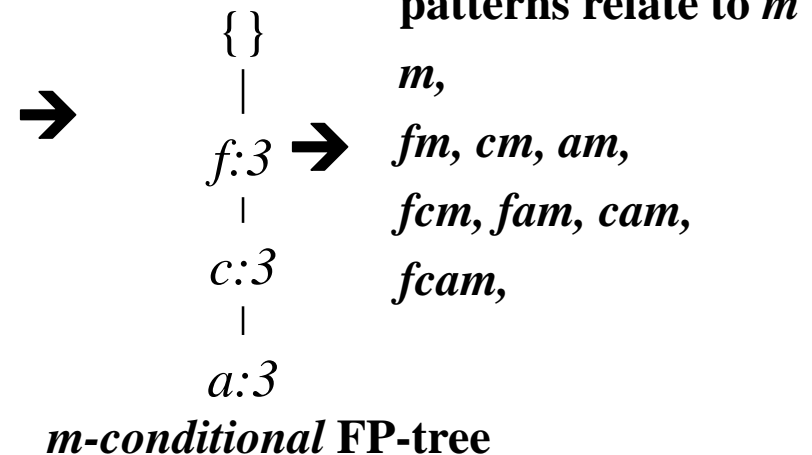 patterns relate to m
{}
m,
f:3
fm, cm, am,
fcm, fam, cam,
c:3
fcam,
a:3
m-conditional FP-tree